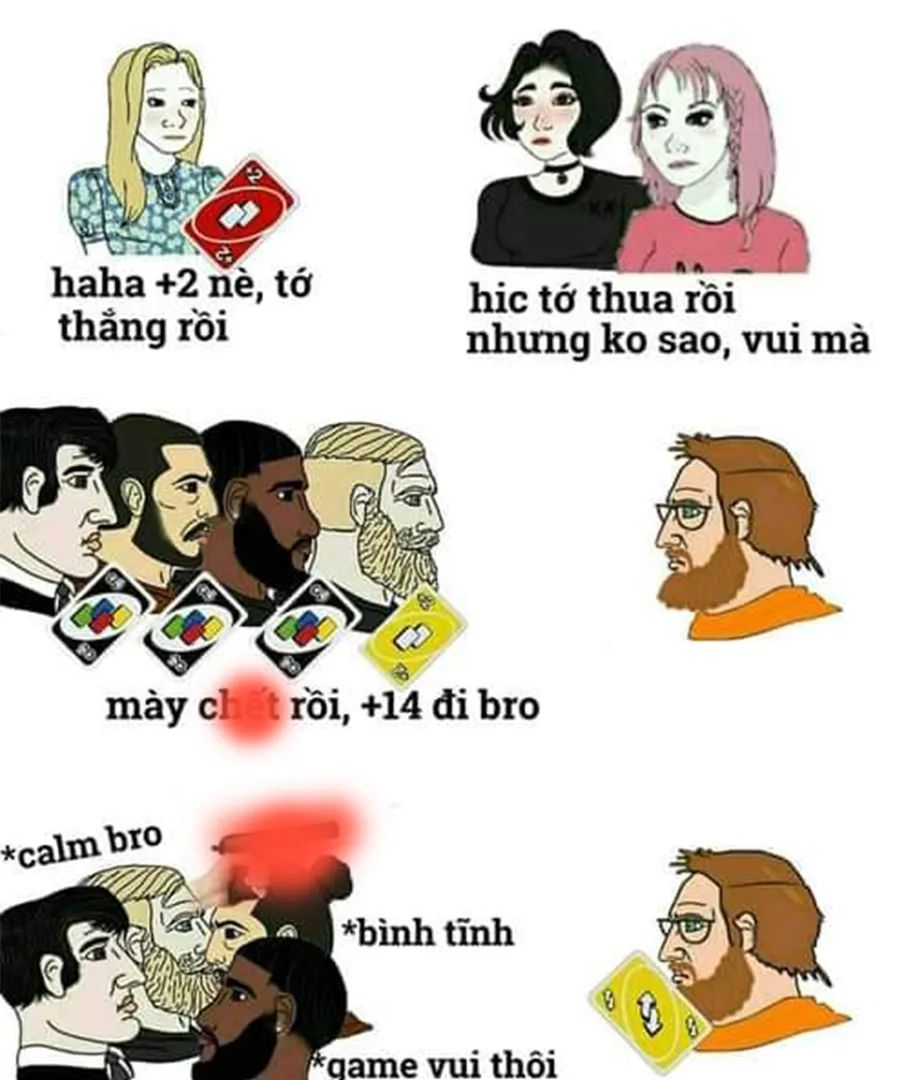 haha +2 nè, tớ
thắng rồi
hic tớ thua rồi
nhưng ko sao, vui mà
mày chết rồi, +14 đi bro
*calm bro
*bình tĩnh
*game vui thôi